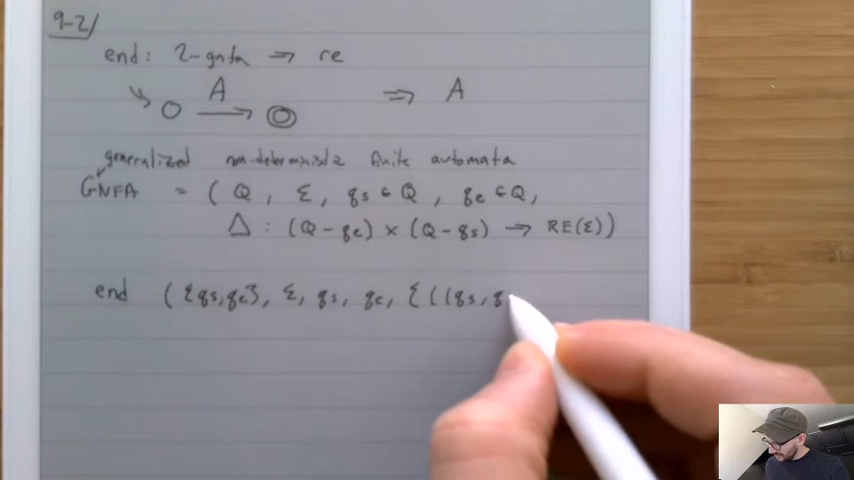 9-2/
end: 2-gnfa => re
A => A
generalized non-deterministic finite automata
GNFA = ( Q, Σ, qs ∈ Q, qe ∈ Q,
Δ : (Q - qe) × (Q - qs) → RE(Σ))
end ({qs,qe}, Σ, qs, qe, {(((qs, q